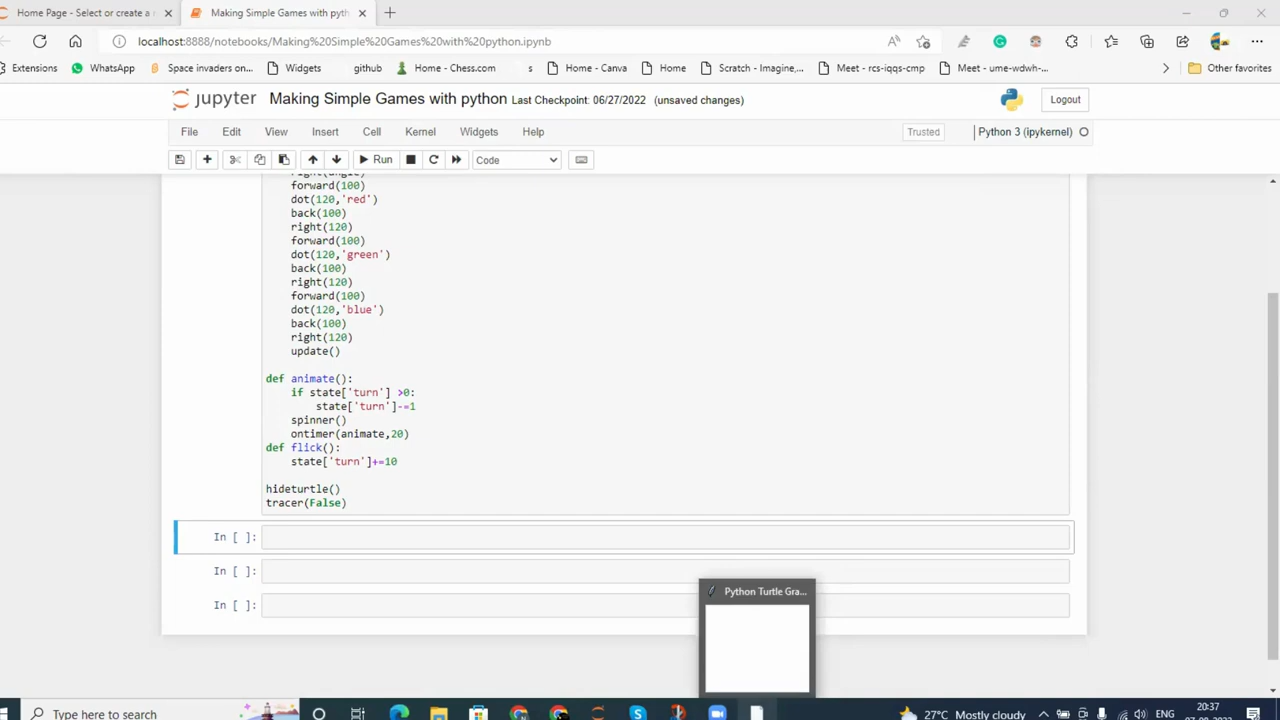 Home Page - Select or create a n
Making Simple Games with pyth
localhost:8888/notebooks/Making%20Simple%20Games%20with%20python.ipynb
Extensions
WhatsApp
Space invaders on...
Widgets
github
Home - Chess.com
s
Home - Canva
Home
Scratch - Imagine,...
Meet - rcs-iqqs-cmp
Meet - ume-wdwh-...
Other favorites
jupyter Making Simple Games with python Last Checkpoint: 06/27/2022 (unsaved changes)
Logout
File Edit View Insert Cell Kernel Widgets Help
Trusted
Python 3 (ipykernel)
Run
Code
right(angle)
forward(100)
dot(120,'red')
back(100)
right(120)
forward(100)
dot(120,'green')
back(100)
right(120)
forward(100)
dot(120,'blue')
back(100)
right(120)
update()
def animate():
if state['turn'] >0:
state['turn']-=1
spinner()
ontimer(animate,20)
def flick():
state['turn']+=10
hideturtle()
tracer(False)
In [ ]:
In [ ]:
In [ ]:
Python Turtle Gra...
Type here to search
27°C Mostly cloudy
ENG
20:37